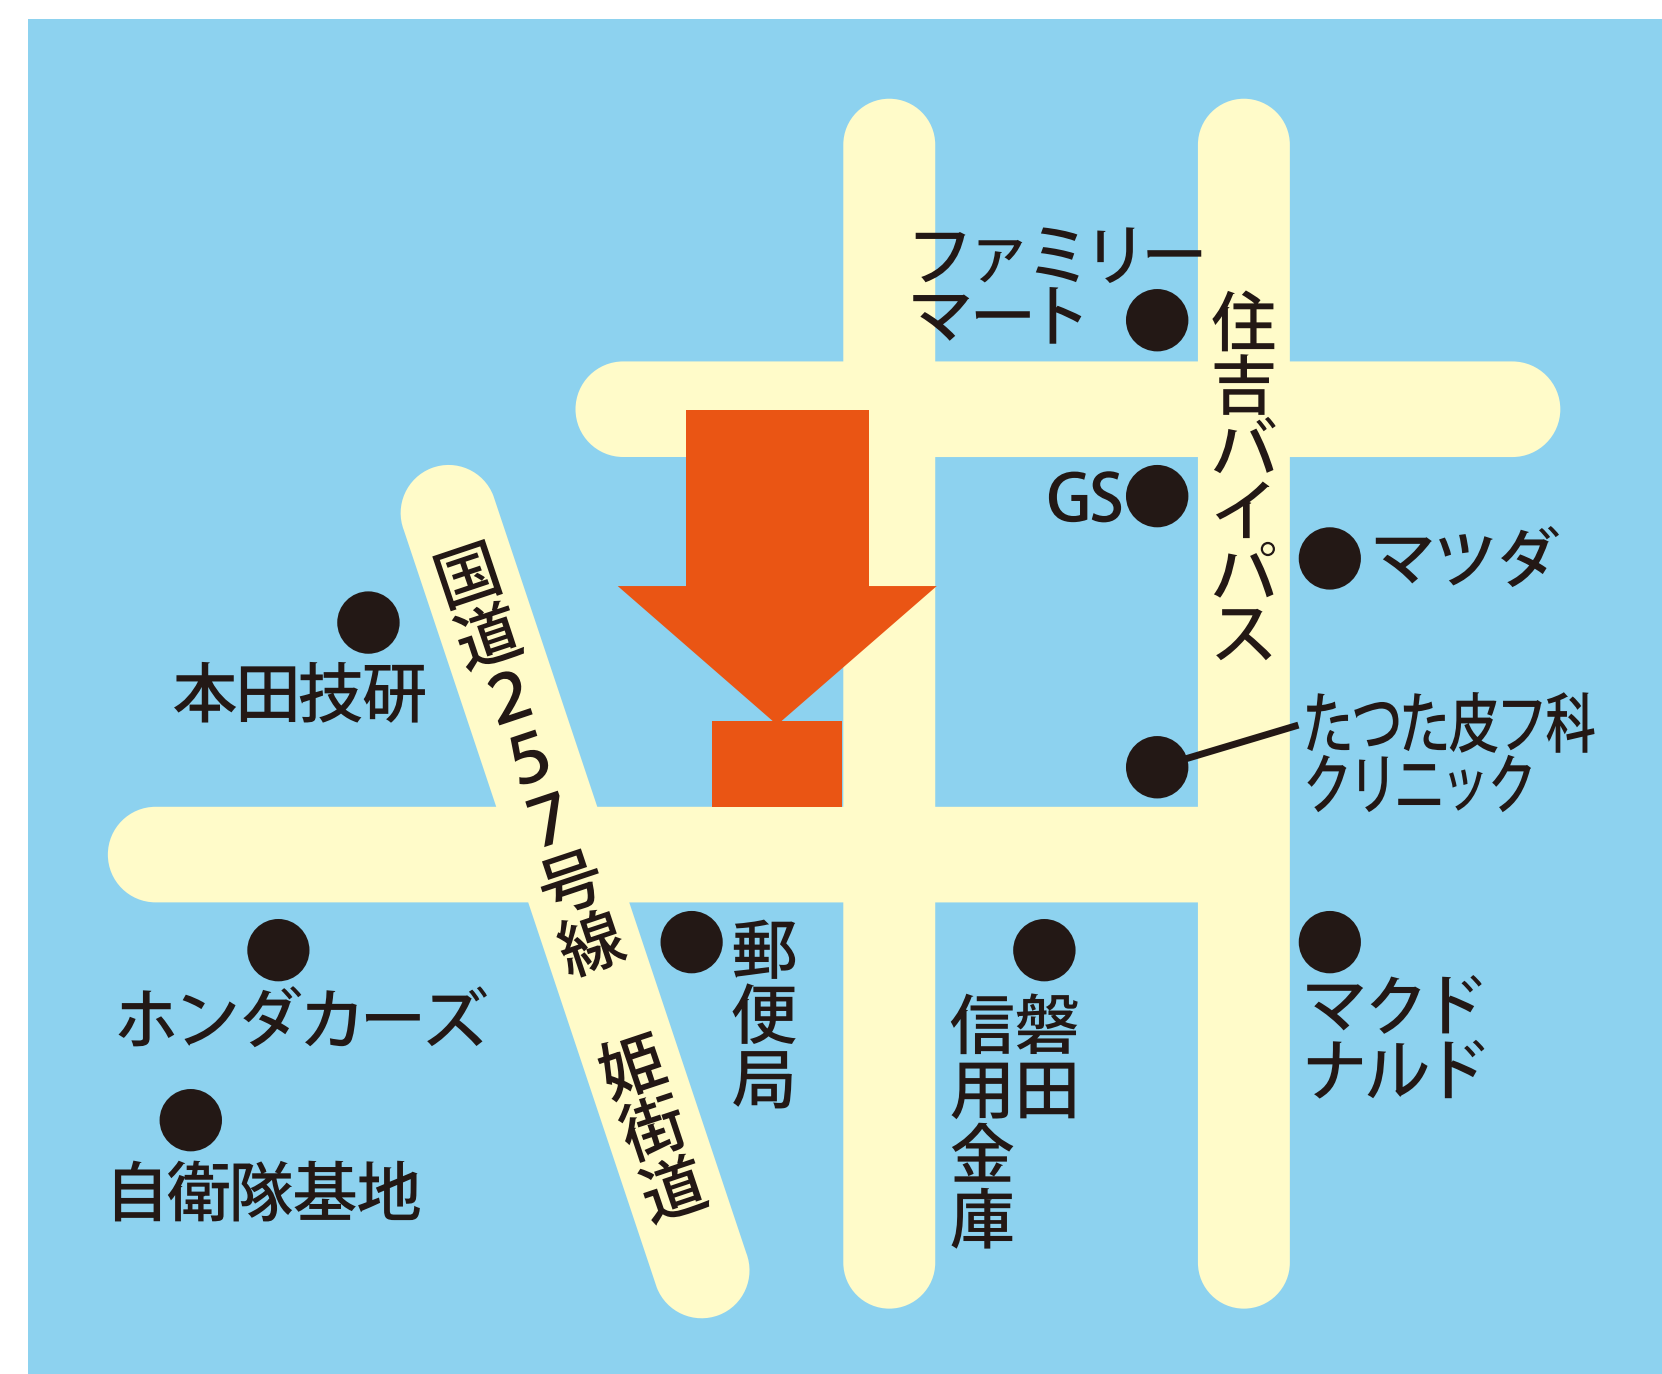 ファミリー
マート
住吉バイパス
GS
マツダ
国道257号線 姫街道
本田技研
たつた皮フ科
クリニック
ホンダカーズ
郵便局
磐田
信用金庫
マクド
ナルド
自衛隊基地